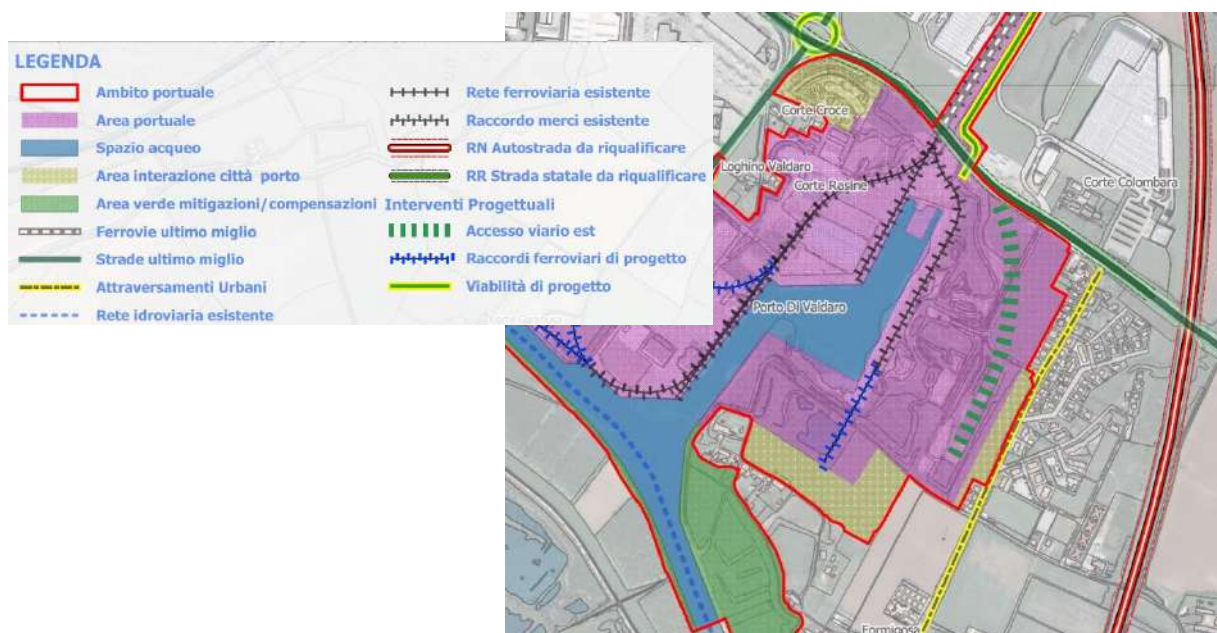 LEGENDA
Ambito portuale
Area portuale
Spazio acqueo
Area interazione città porto
Area verde mitigazioni/compensazioni
Ferrovie ultimo miglio
Strade ultimo miglio
Attraversamenti Urbani
Rete idroviaria esistente
Rete ferroviaria esistente
Raccordo merci esistente
RN Autostrada da riqualificare
RR Strada statale da riqualificare
Interventi Progettuali
Accesso viario est
Raccordi ferroviari di progetto
Viabilità di progetto
Corte Croce
Loghino Valdaro
Corte Rasine
Corte Colombara
Porto Di Valdaro
Formigosa